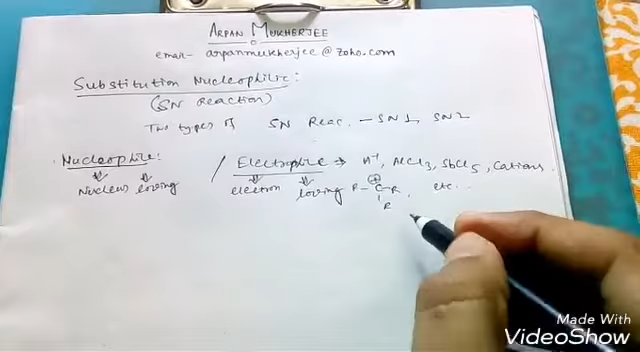 ARPAN MUKHERJEE
email- arpanmukherjee@zoho.com
Substitution Nucleophilic:
(SN Reaction)
Two types of SN Reac. - SN1, SN2
Nucleophile: / Electrophile → H+, AlCl3, SbCl5, Cations.
Nucleus loving electron loving R-C-R, etc..
⊕
R
Made With
VideoShow